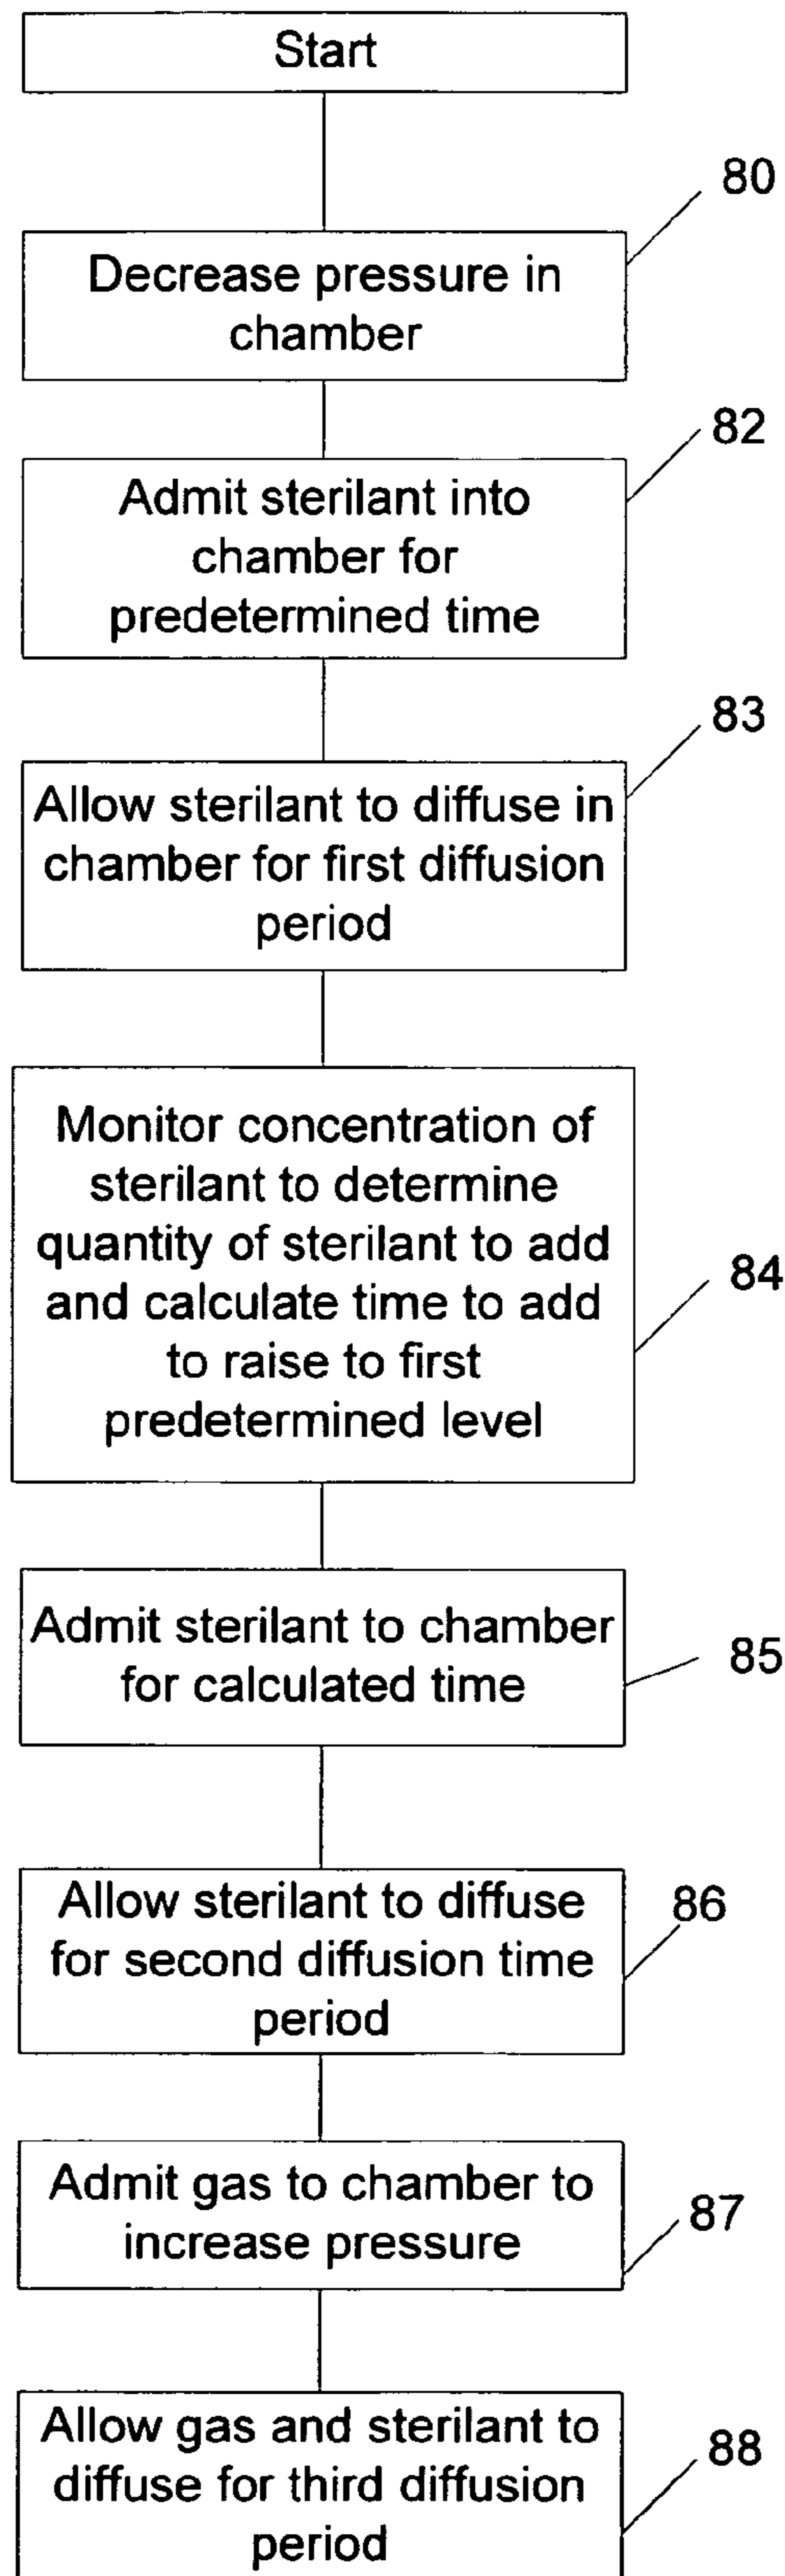 Start
80
Decrease pressure in
chamber
82
Admit sterilant into
chamber for
predetermined time
83
Allow sterilant to diffuse in
chamber for first diffusion
period
Monitor concentration of
sterilant to determine
quantity of sterilant to add
and calculate time to add
to raise to first
predetermined level
84
Admit sterilant to chamber
for calculated time
85
Allow sterilant to diffuse
for second diffusion time
period
86
Admit gas to chamber to
increase pressure
87
Allow gas and sterilant to
diffuse for third diffusion
period
88